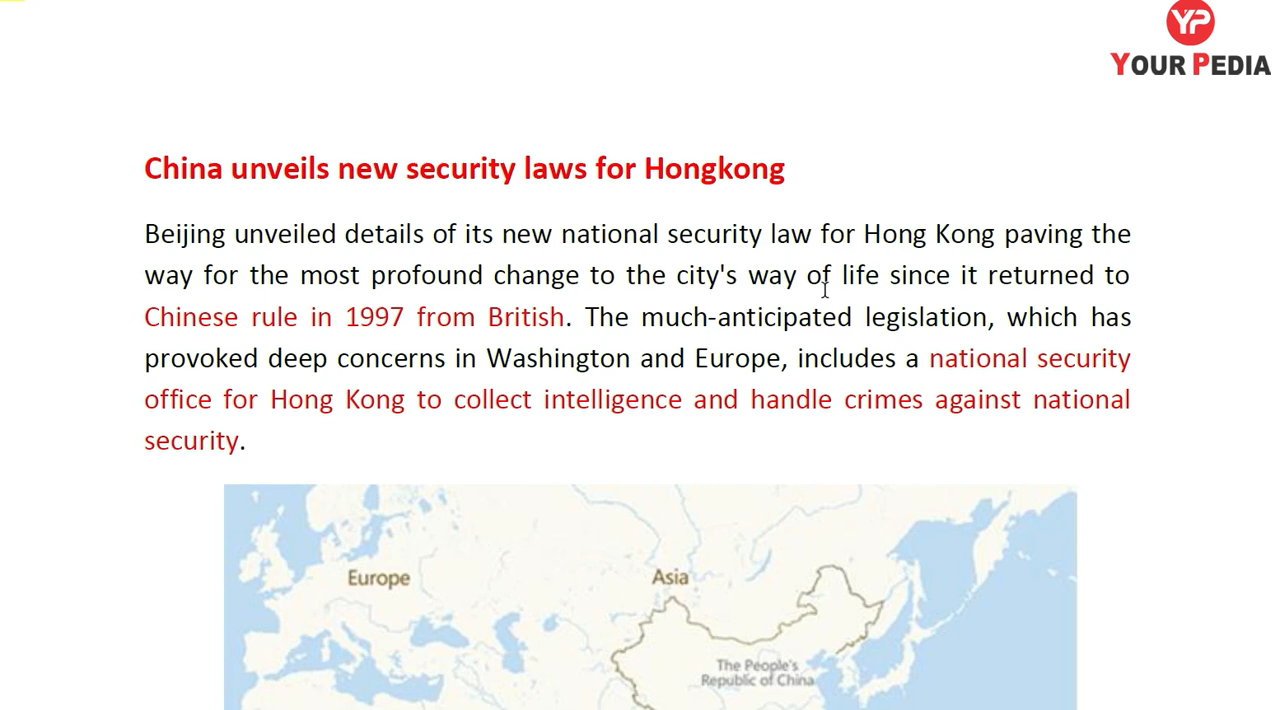 YP
YOUR PEDIA
China unveils new security laws for Hongkong
Beijing unveiled details of its new national security law for Hong Kong paving the
way for the most profound change to the city's way of life since it returned to
Chinese rule in 1997 from British. The much-anticipated legislation, which has
provoked deep concerns in Washington and Europe, includes a national security
office for Hong Kong to collect intelligence and handle crimes against national
security.
Europe
Asia
The People's
Republic of China